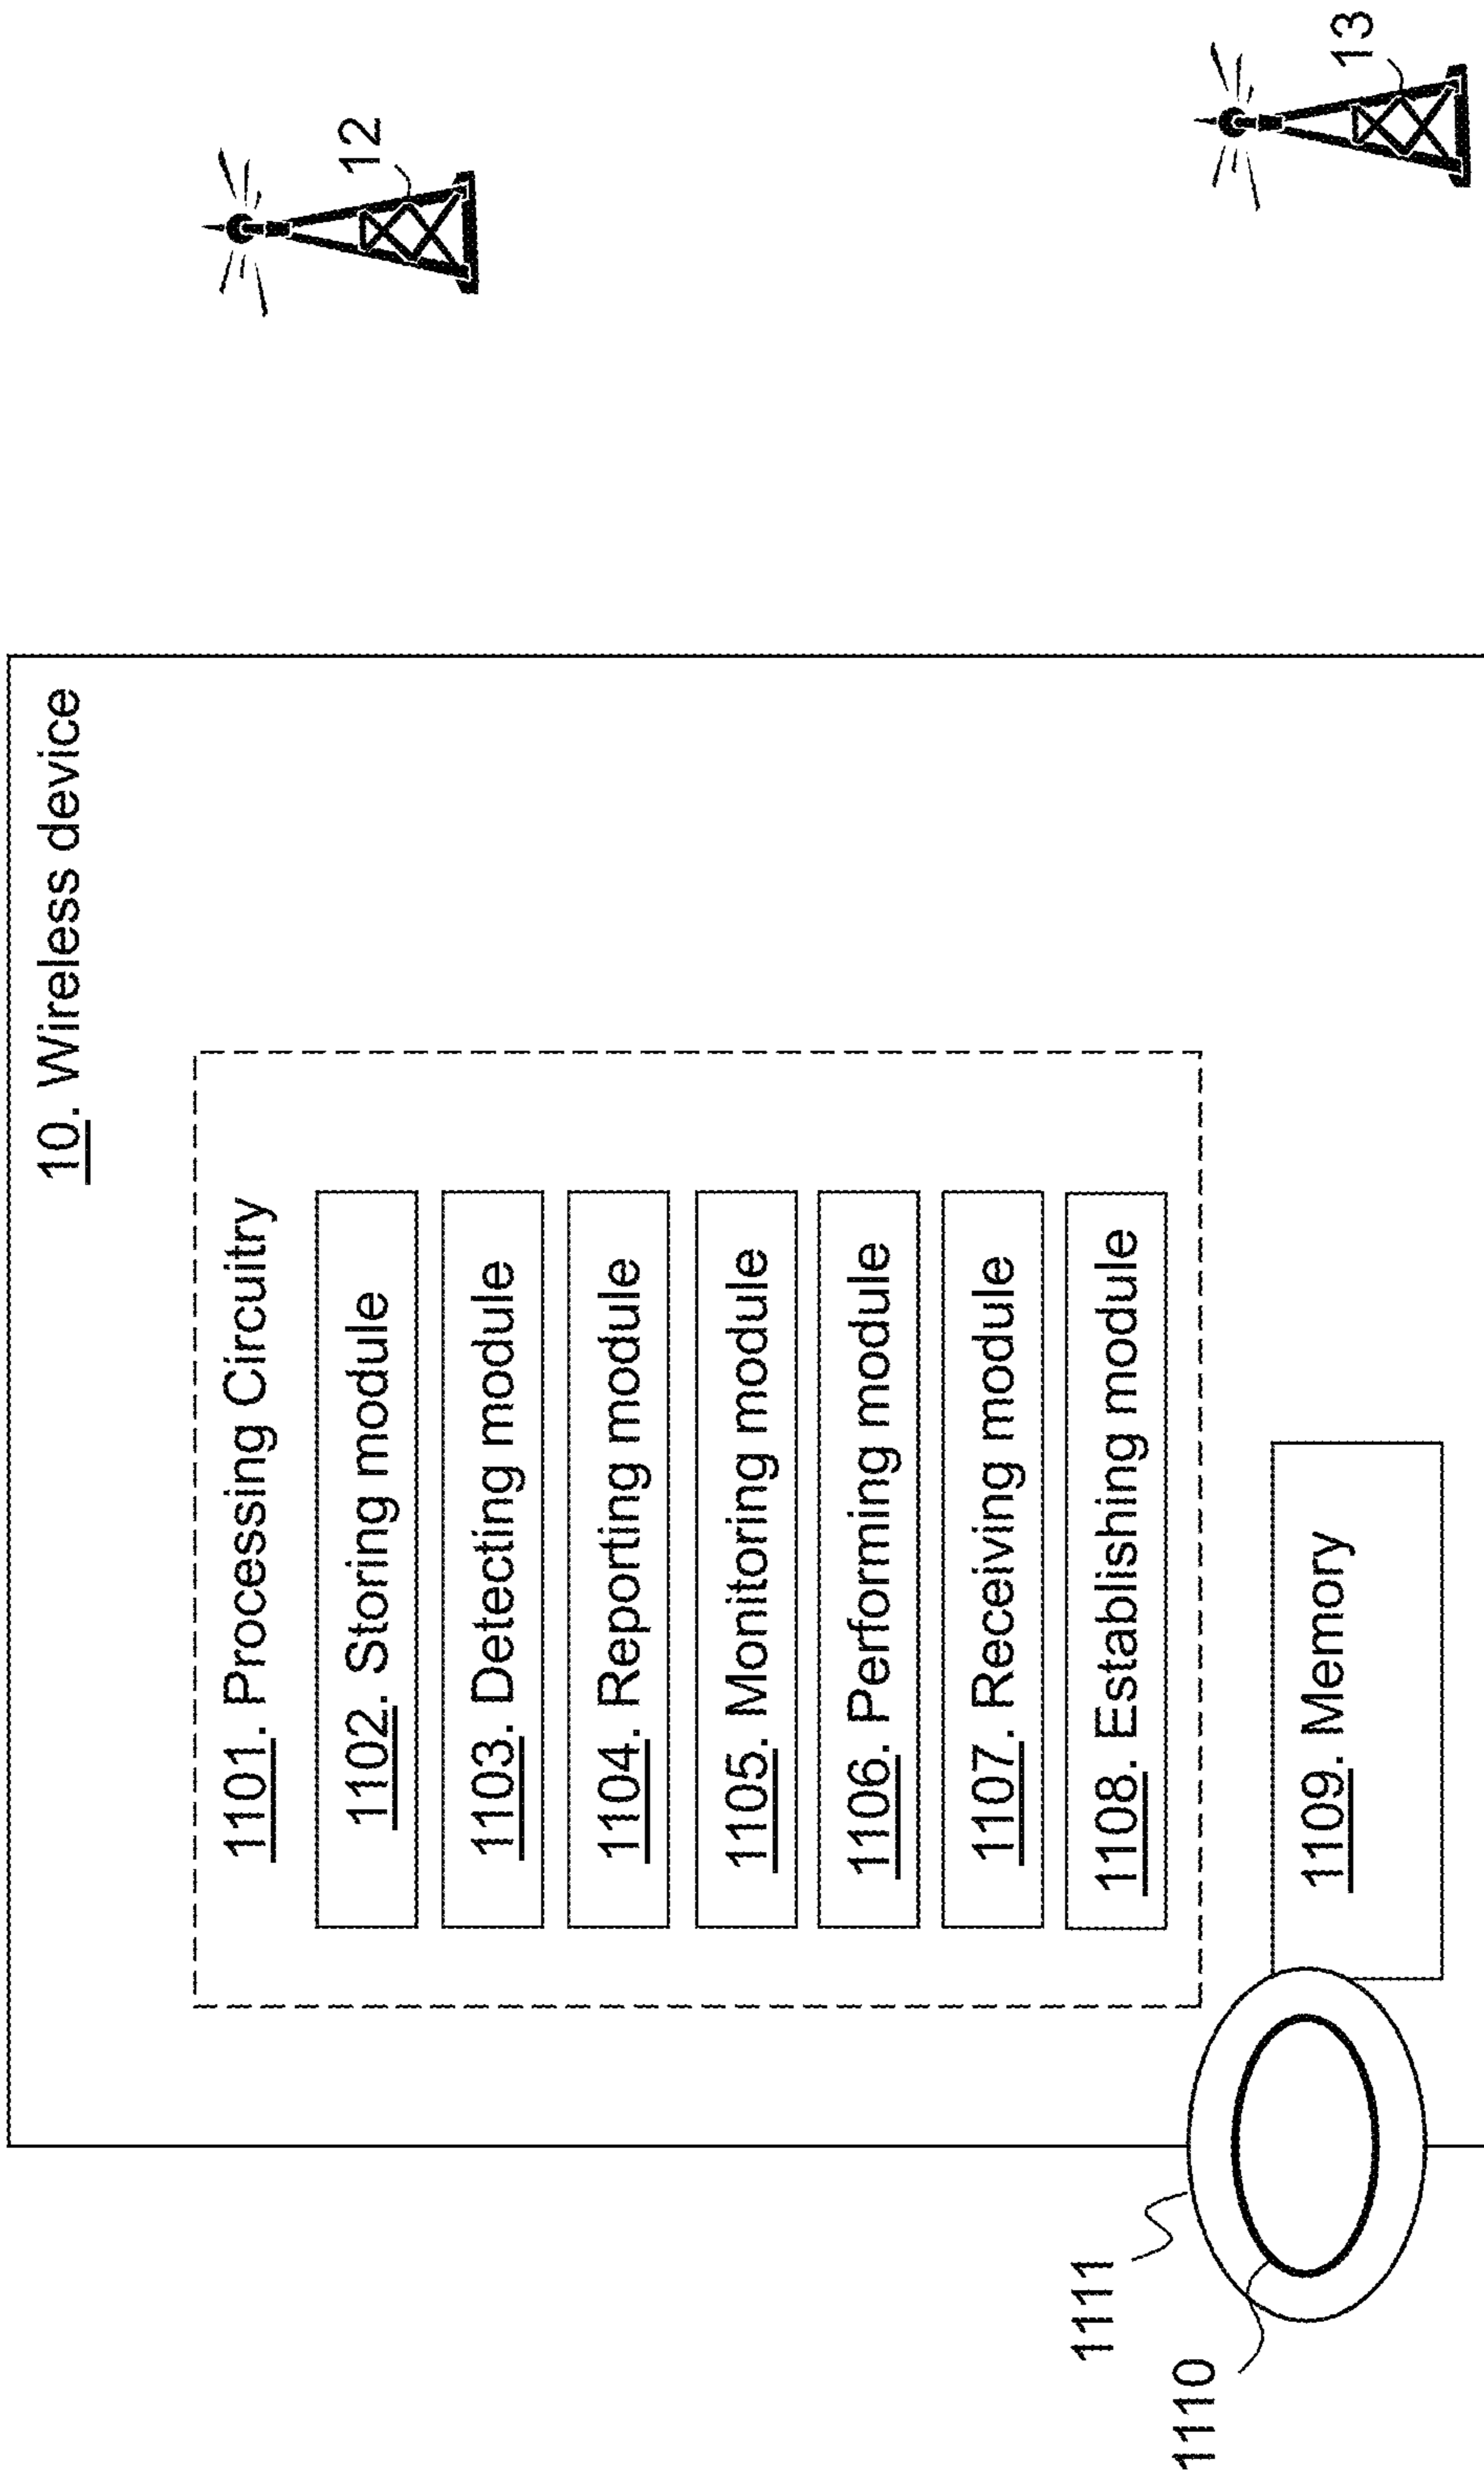 10. Wireless device
1101. Processing Circuitry
1102. Storing module
1103. Detecting module
1104. Reporting module
1105. Monitoring module
1106. Performing module
1107. Receiving module
1108. Establishing module
1109. Memory
1111
1110
12
13